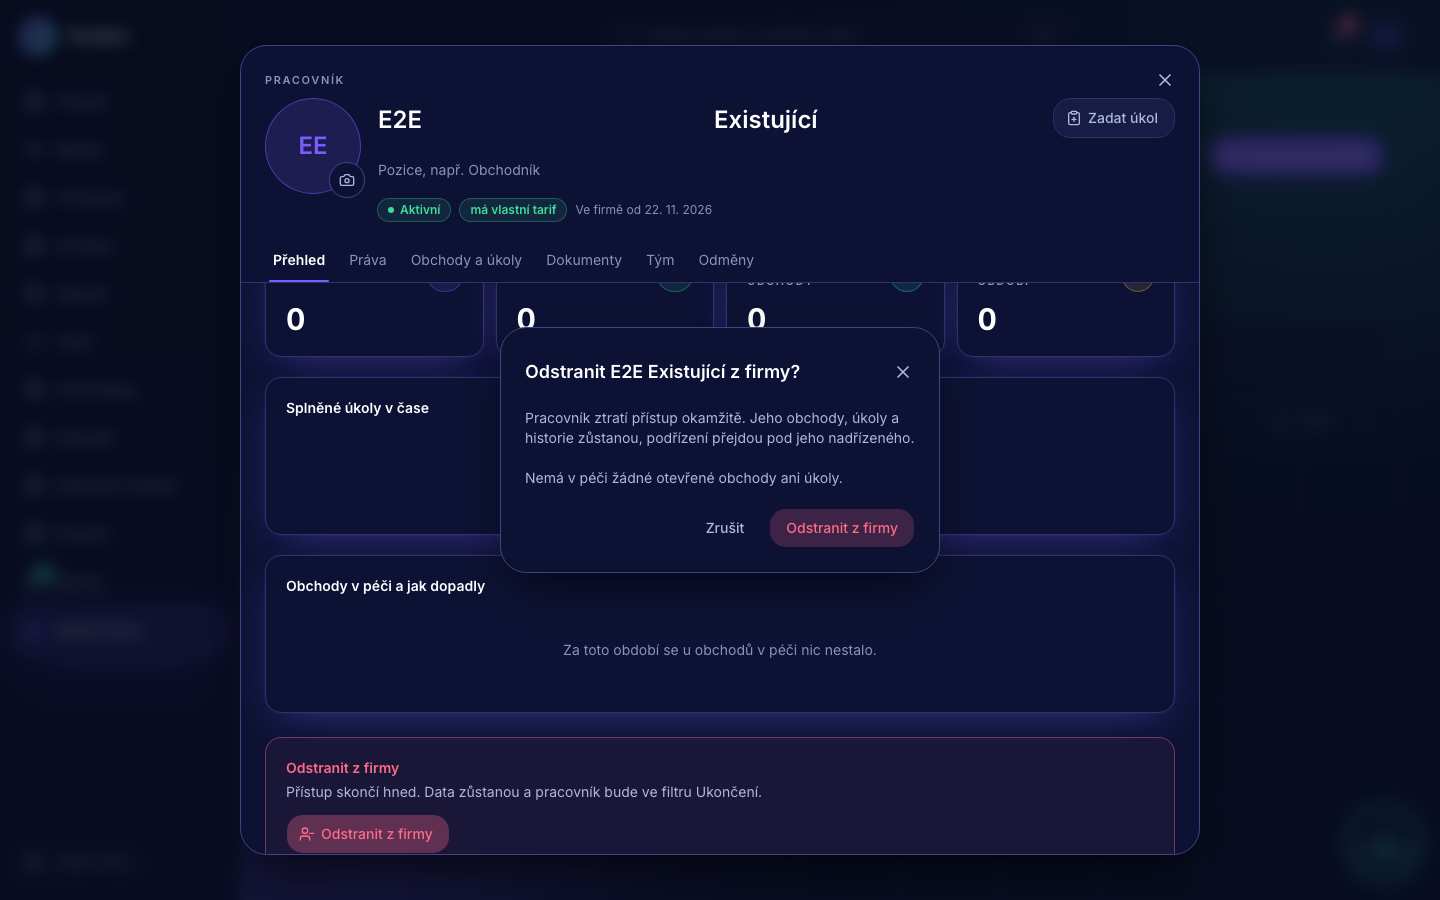 PRACOVNÍK
EE
E2E
Existující
Zadat úkol
Pozice, např. Obchodník
Aktivní
má vlastní tarif
Ve firmě od 22. 11. 2026
Přehled
Práva
Obchody a úkoly
Dokumenty
Tým
Odměny
0
0
0
0
Splněné úkoly v čase
Odstranit E2E Existující z firmy?
Pracovník ztratí přístup okamžitě. Jeho obchody, úkoly a
historie zůstanou, podřízení přejdou pod jeho nadřízeného.
Nemá v péči žádné otevřené obchody ani úkoly.
Zrušit
Odstranit z firmy
Obchody v péči a jak dopadly
Za toto období se u obchodů v péči nic nestalo.
Odstranit z firmy
Přístup skončí hned. Data zůstanou a pracovník bude ve filtru Ukončení.
Odstranit z firmy